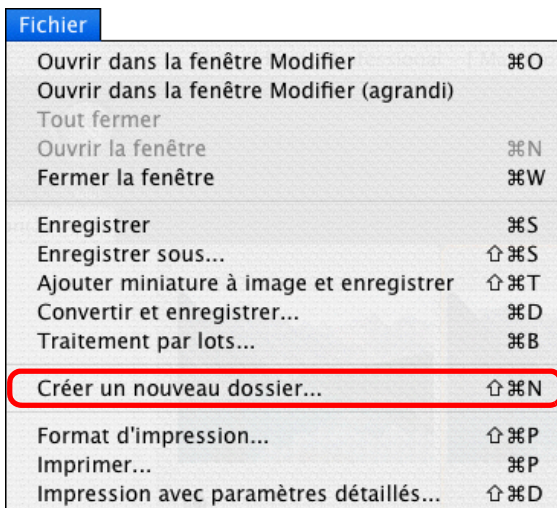 Fichier
Ouvrir dans la fenêtre Modifier ⌘O
Ouvrir dans la fenêtre Modifier (agrandi)
Tout fermer
Ouvrir la fenêtre ⌘N
Fermer la fenêtre ⌘W
Enregistrer ⌘S
Enregistrer sous... ⇧⌘S
Ajouter miniature à image et enregistrer ⇧⌘T
Convertir et enregistrer... ⌘D
Traitement par lots... ⌘B
Créer un nouveau dossier... ⇧⌘N
Format d'impression... ⇧⌘P
Imprimer... ⌘P
Impression avec paramètres détaillés... ⇧⌘D